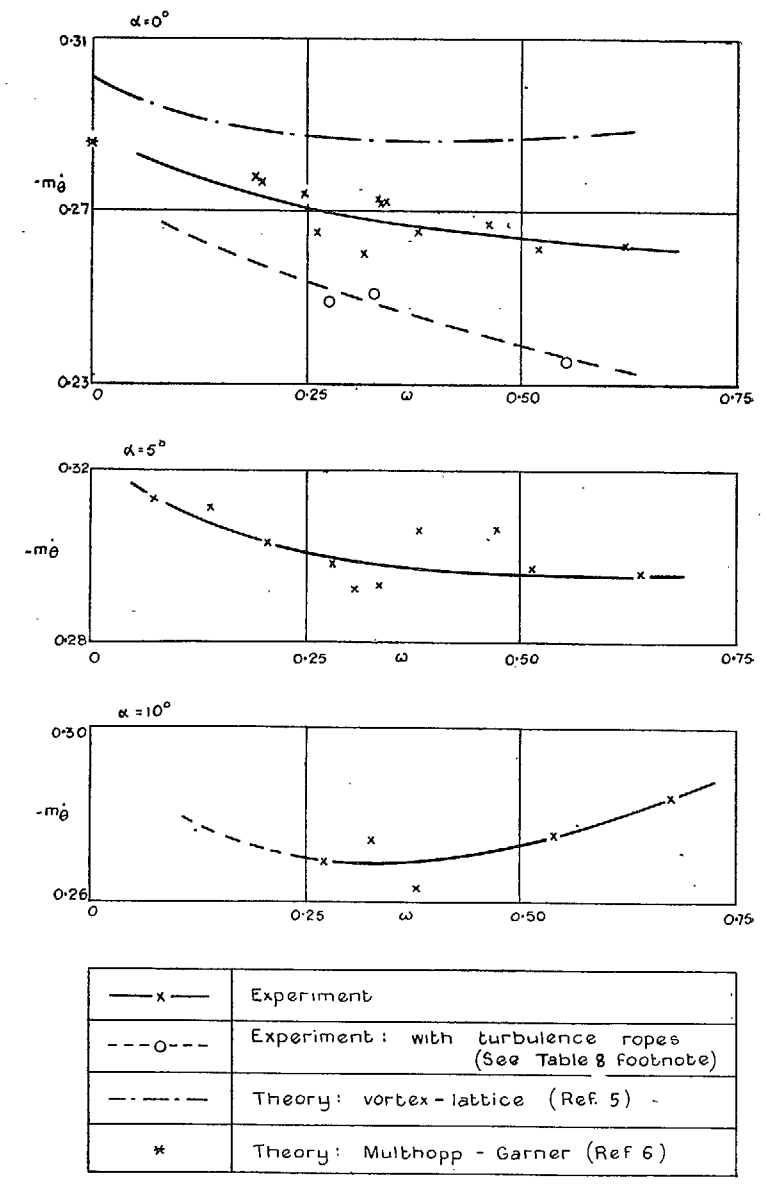 α=0°
0·31
-mθ̇
0·27
0·23
0 0·25 ω 0·50 0·75
α=5°
0·32
-mθ̇
0·28
0 0·25 ω 0·50 0·75
α=10°
0·30
-mθ̇
0·26
0 0·25 ω 0·50 0·75
Experiment
Experiment: with turbulence ropes
(See Table 8 footnote)
Theory: vortex-lattice (Ref. 5)
Theory: Multhopp - Garner (Ref 6)